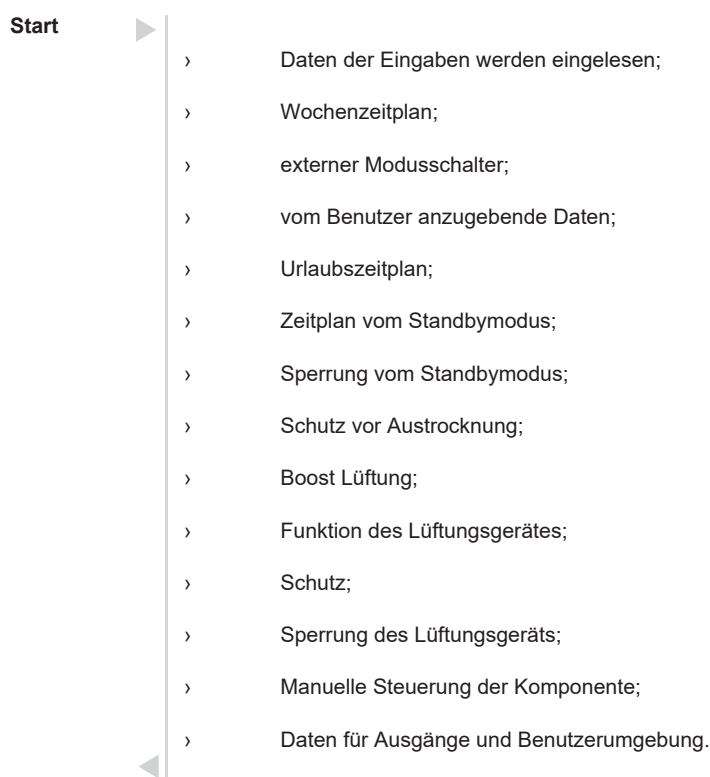 Start
› Daten der Eingaben werden eingelesen;
› Wochenzeitplan;
› externer Modusschalter;
› vom Benutzer anzugebende Daten;
› Urlaubszeitplan;
› Zeitplan vom Standbymodus;
› Sperrung vom Standbymodus;
› Schutz vor Austrocknung;
› Boost Lüftung;
› Funktion des Lüftungsgerätes;
› Schutz;
› Sperrung des Lüftungsgeräts;
› Manuelle Steuerung der Komponente;
› Daten für Ausgänge und Benutzerumgebung.